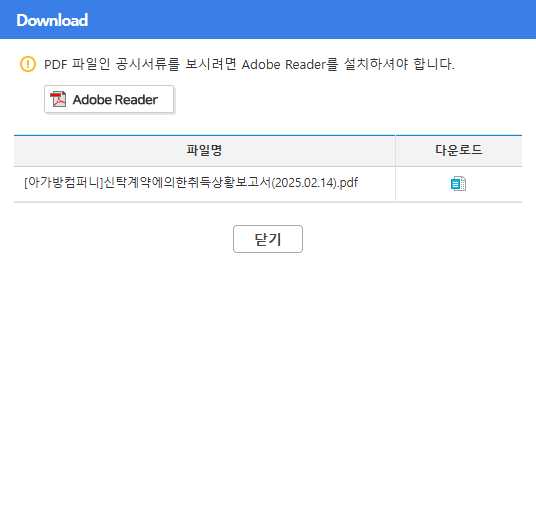 Download
PDF 파일인 공시서류를 보시려면 Adobe Reader를 설치하셔야 합니다.
Adobe Reader
파일명 다운로드
[아가방컴퍼니]신탁계약에의한취득상황보고서(2025.02.14).pdf
닫기